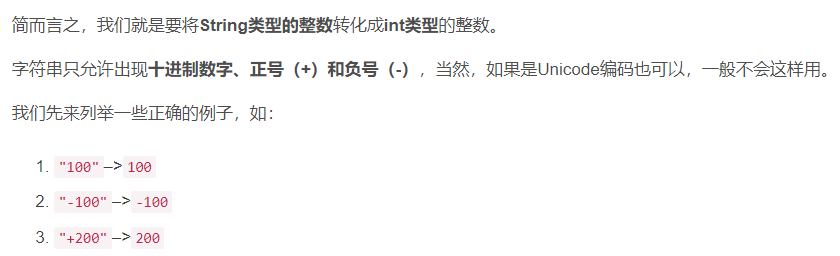 简而言之，我们就是要将String类型的整数转化成int类型的整数。
字符串只允许出现十进制数字、正号（+）和负号（-），当然，如果是Unicode编码也可以，一般不会这样用。
我们先来列举一些正确的例子，如：
1. "100"–>100
2. "-100"–>-100
3. "+200"–>200